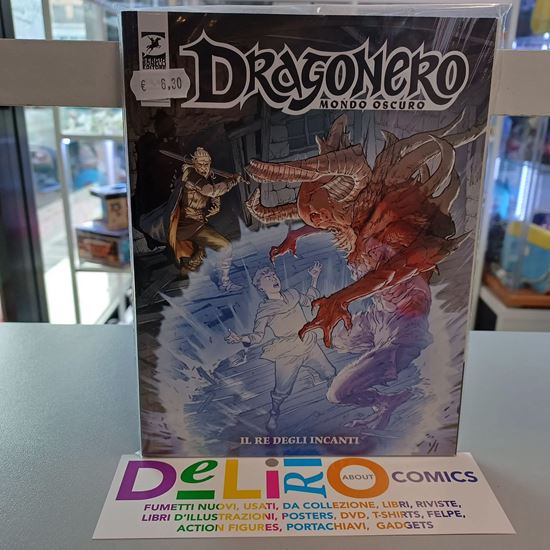 € 6,30
DRAGONERO
MONDO OSCURO
IL RE DEGLI INCANTI
DeLiRiO ABOUT COMICS
FUMETTI NUOVI, USATI, DA COLLEZIONE, LIBRI, RIVISTE,
LIBRI D'ILLUSTRAZIONI, POSTERS, DVD, T-SHIRTS, FELPE,
ACTION FIGURES, PORTACHIAVI, GADGETS